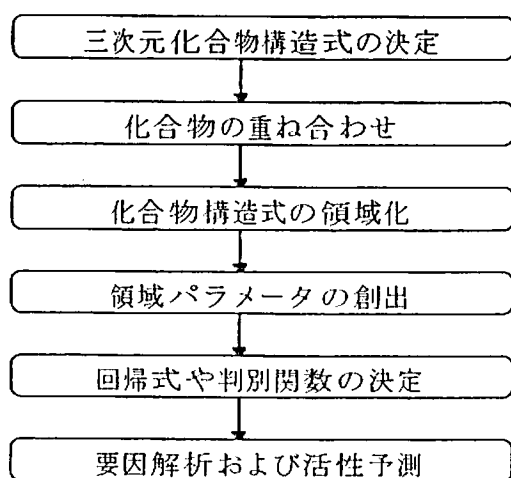 三次元化合物構造式の決定
化合物の重ね合わせ
化合物構造式の領域化
領域パラメータの創出
回帰式や判別関数の決定
要因解析および活性予測